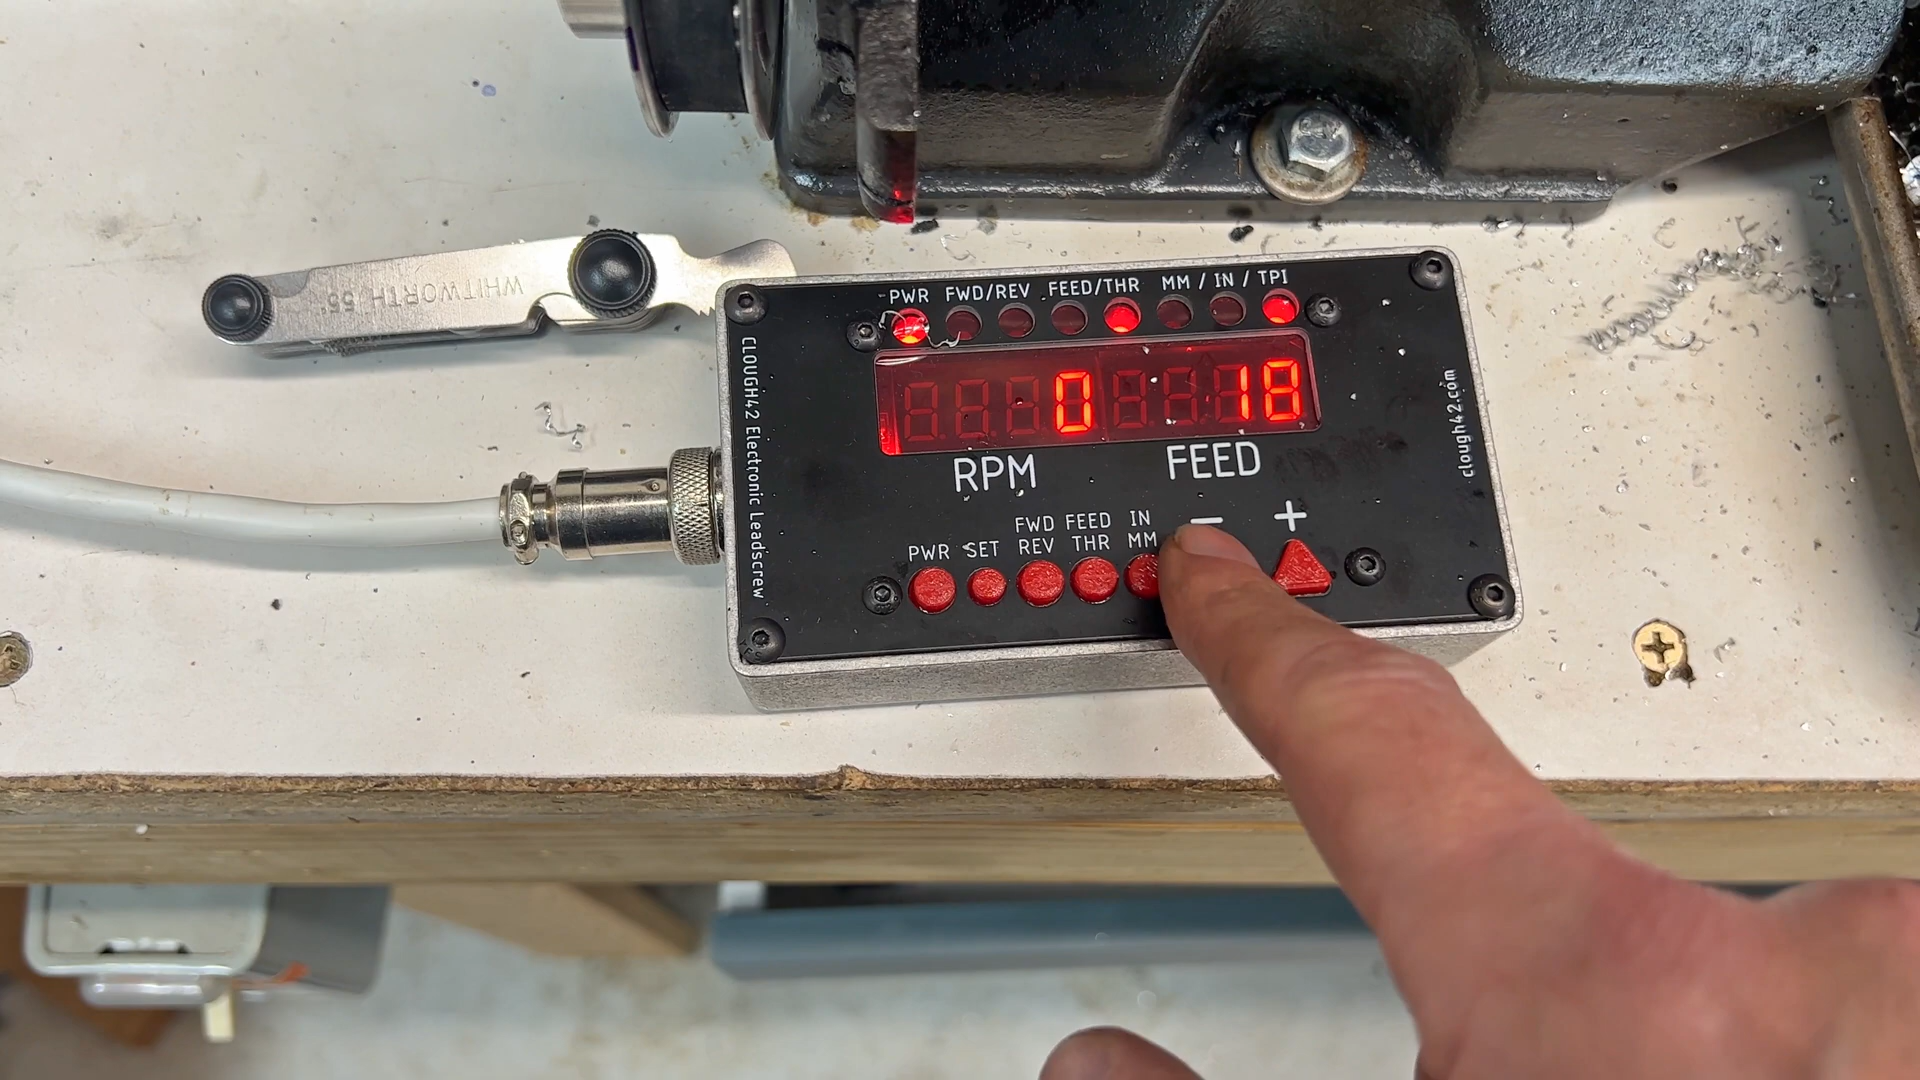 WHITWORTH 55°
PWR FWD/REV FEED/THR MM / IN / TPI
0 18
RPM FEED
- +
FWD FEED IN
PWR SET REV THR MM
CLOUGH42 Electronic Leadscrew
clough42.com